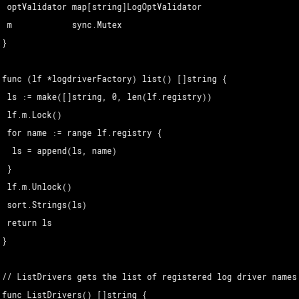 optValidator map[string]LogOptValidator
m            sync.Mutex
}

func (lf *logdriverFactory) list() []string {
ls := make([]string, 0, len(lf.registry))
lf.m.Lock()
for name := range lf.registry {
ls = append(ls, name)
}
lf.m.Unlock()
sort.Strings(ls)
return ls
}

// ListDrivers gets the list of registered log driver names
func ListDrivers() []string {